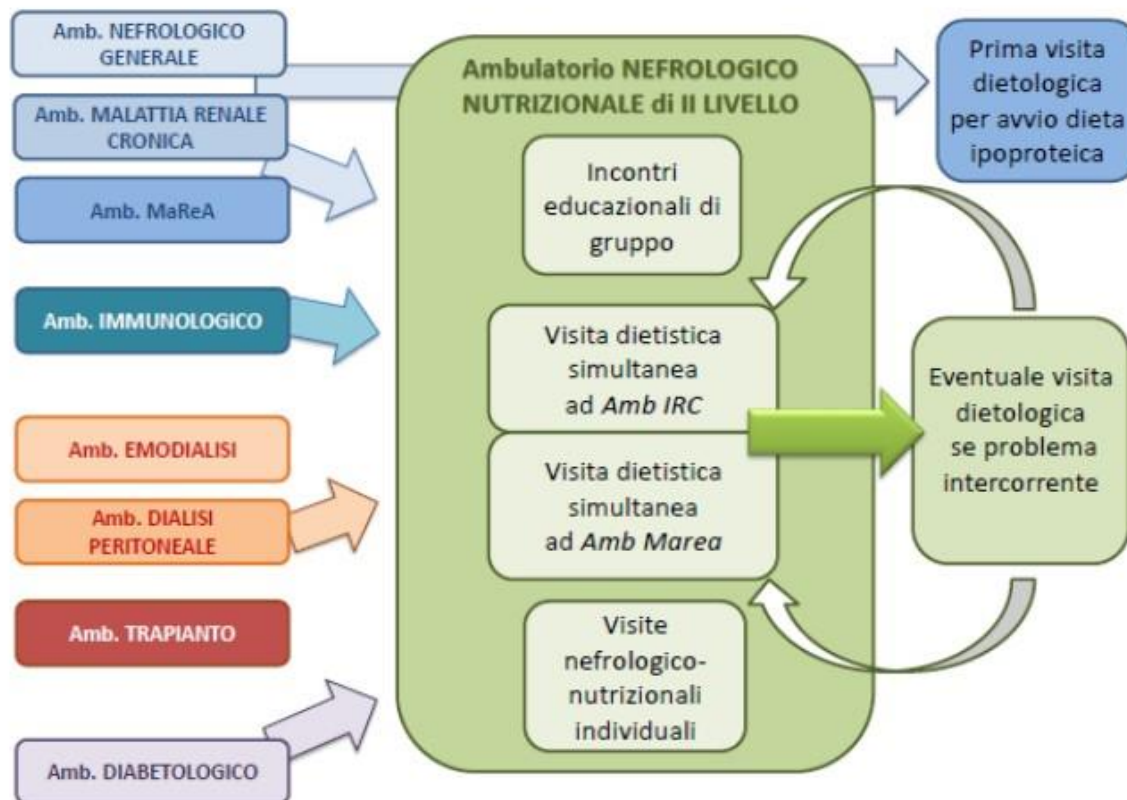 Amb. NEFROLOGICO
GENERALE
Amb. MALATTIA RENALE
CRONICA
Amb. MaReA
Amb. IMMUNOLOGICO
Amb. EMODIALISI
Amb. DIALISI
PERITONEALE
Amb. TRAPIANTO
Amb. DIABETOLOGICO
Ambulatorio NEFROLOGICO
NUTRIZIONALE di II LIVELLO
Incontri
educazionali di
gruppo
Visita dietistica
simultanea
ad Amb IRC
Visita dietistica
simultanea
ad Amb Marea
Visite
nefrologico-
nutrizionali
individuali
Prima visita
dietologica
per avvio dieta
ipoproteica
Eventuale visita
dietologica
se problema
intercorrente